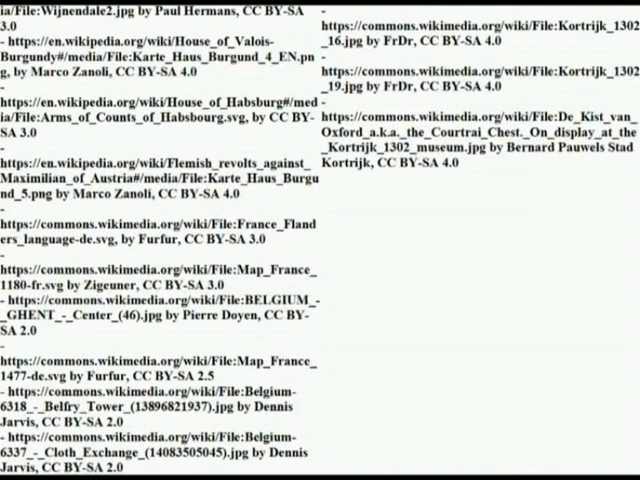 ia/File:Wijnendale2.jpg by Paul Hermans, CC BY-SA
3.0
- https://en.wikipedia.org/wiki/House_of_Valois-
Burgundy#/media/File:Karte_Haus_Burgund_4_EN.pn
g, by Marco Zanoli, CC BY-SA 4.0
-
https://en.wikipedia.org/wiki/House_of_Habsburg#/med
ia/File:Arms_of_Counts_of_Habsbourg.svg, by CC BY-
SA 3.0
-
https://en.wikipedia.org/wiki/Flemish_revolts_against_
Maximilian_of_Austria#/media/File:Karte_Haus_Burgu
nd_5.png by Marco Zanoli, CC BY-SA 4.0
-
https://commons.wikimedia.org/wiki/File:France_Fland
ers_language-de.svg, by Furfur, CC BY-SA 3.0
-
https://commons.wikimedia.org/wiki/File:Map_France_
1180-fr.svg by Zigeuner, CC BY-SA 3.0
- https://commons.wikimedia.org/wiki/File:BELGIUM_-
_GHENT_-_Center_(46).jpg by Pierre Doyen, CC BY-
SA 2.0
-
https://commons.wikimedia.org/wiki/File:Map_France_
1477-de.svg by Furfur, CC BY-SA 2.5
- https://commons.wikimedia.org/wiki/File:Belgium-
6318_-_Belfry_Tower_(13896821937).jpg by Dennis
Jarvis, CC BY-SA 2.0
- https://commons.wikimedia.org/wiki/File:Belgium-
6337_-_Cloth_Exchange_(14083505045).jpg by Dennis
Jarvis, CC BY-SA 2.0
-
https://commons.wikimedia.org/wiki/File:Kortrijk_1302
_16.jpg by FrDr, CC BY-SA 4.0
-
https://commons.wikimedia.org/wiki/File:Kortrijk_1302
_19.jpg by FrDr, CC BY-SA 4.0
-
https://commons.wikimedia.org/wiki/File:De_Kist_van_
Oxford_a.k.a._the_Courtrai_Chest._On_display_at_the
_Kortrijk_1302_museum.jpg by Bernard Pauwels Stad
Kortrijk, CC BY-SA 4.0